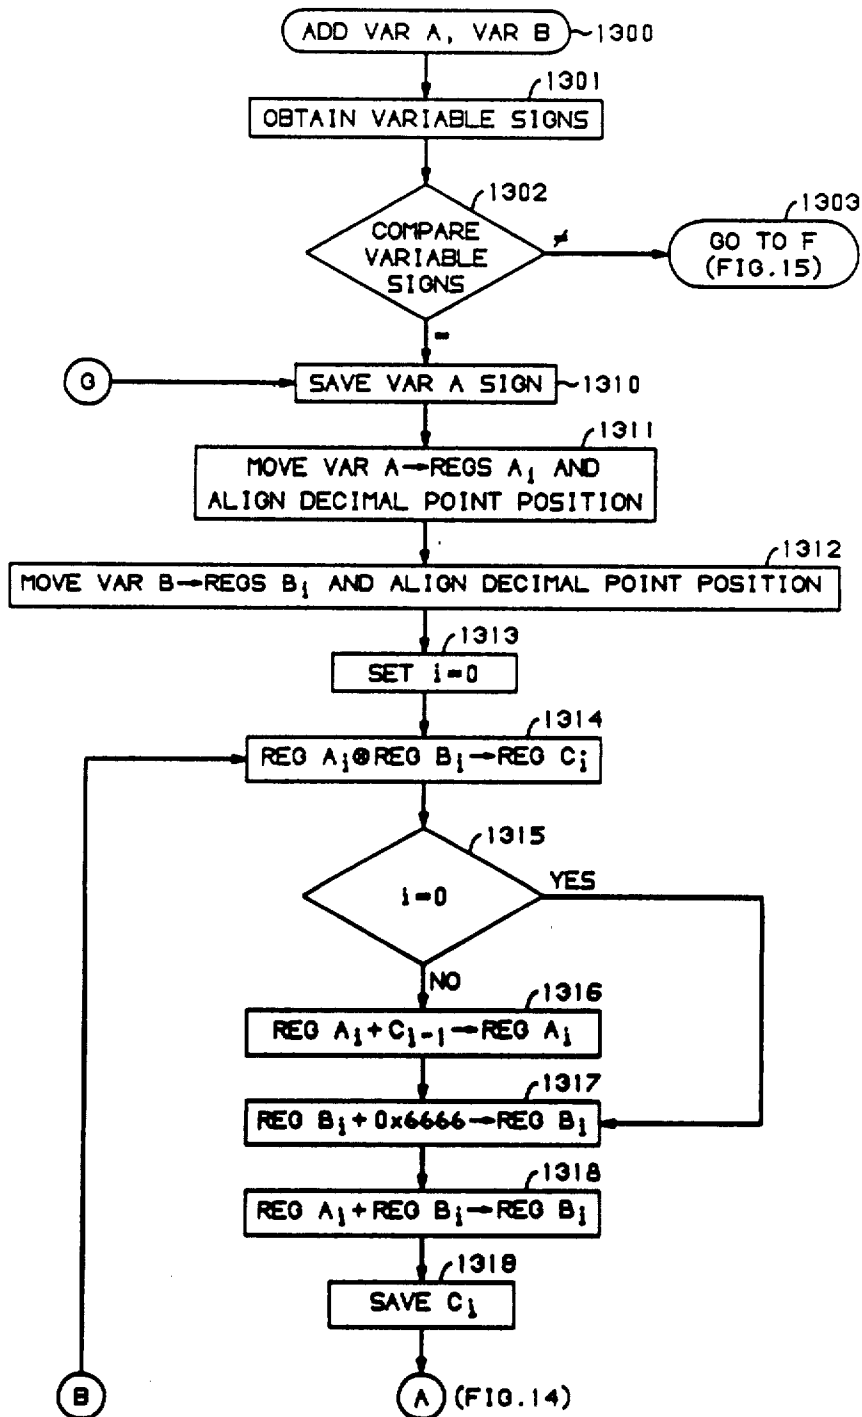 ADD VAR A, VAR B
1300
1301
OBTAIN VARIABLE SIGNS
1302
COMPARE
VARIABLE
SIGNS
≠
1303
GO TO F
(FIG.15)
=
G
SAVE VAR A SIGN
1310
1311
MOVE VAR A→REGS Ai AND
ALIGN DECIMAL POINT POSITION
1312
MOVE VAR B→REGS Bi AND ALIGN DECIMAL POINT POSITION
1313
SET i=0
1314
REG Ai⊗REG Bi→REG Ci
1315
i=0
YES
NO
1316
REG Ai+Ci-1→REG Ai
1317
REG Bi+0x6666→REG Bi
1318
REG Ai+REG Bi→REG Bi
1318
SAVE Ci
B
A (FIG.14)